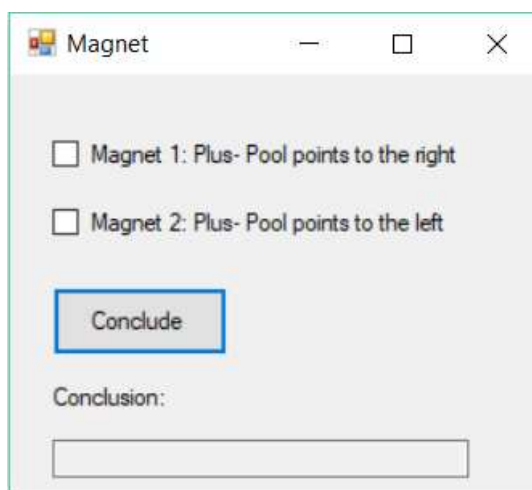 Magnet
Magnet 1: Plus- Pool points to the right
Magnet 2: Plus- Pool points to the left
Conclude
Conclusion: